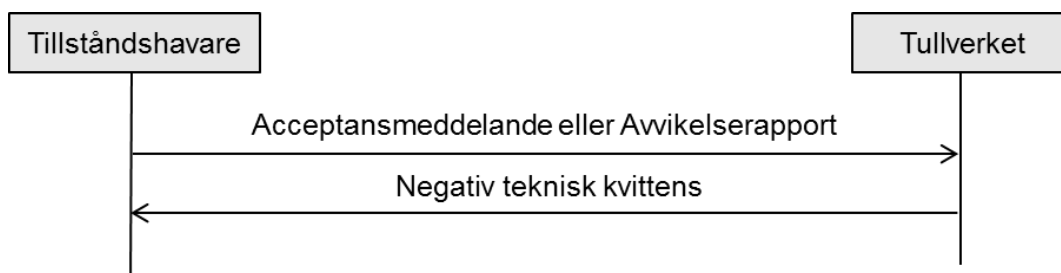 Tillståndshavare
Tullverket
Acceptansmeddelande eller Avvikelserapport
Negativ teknisk kvittens